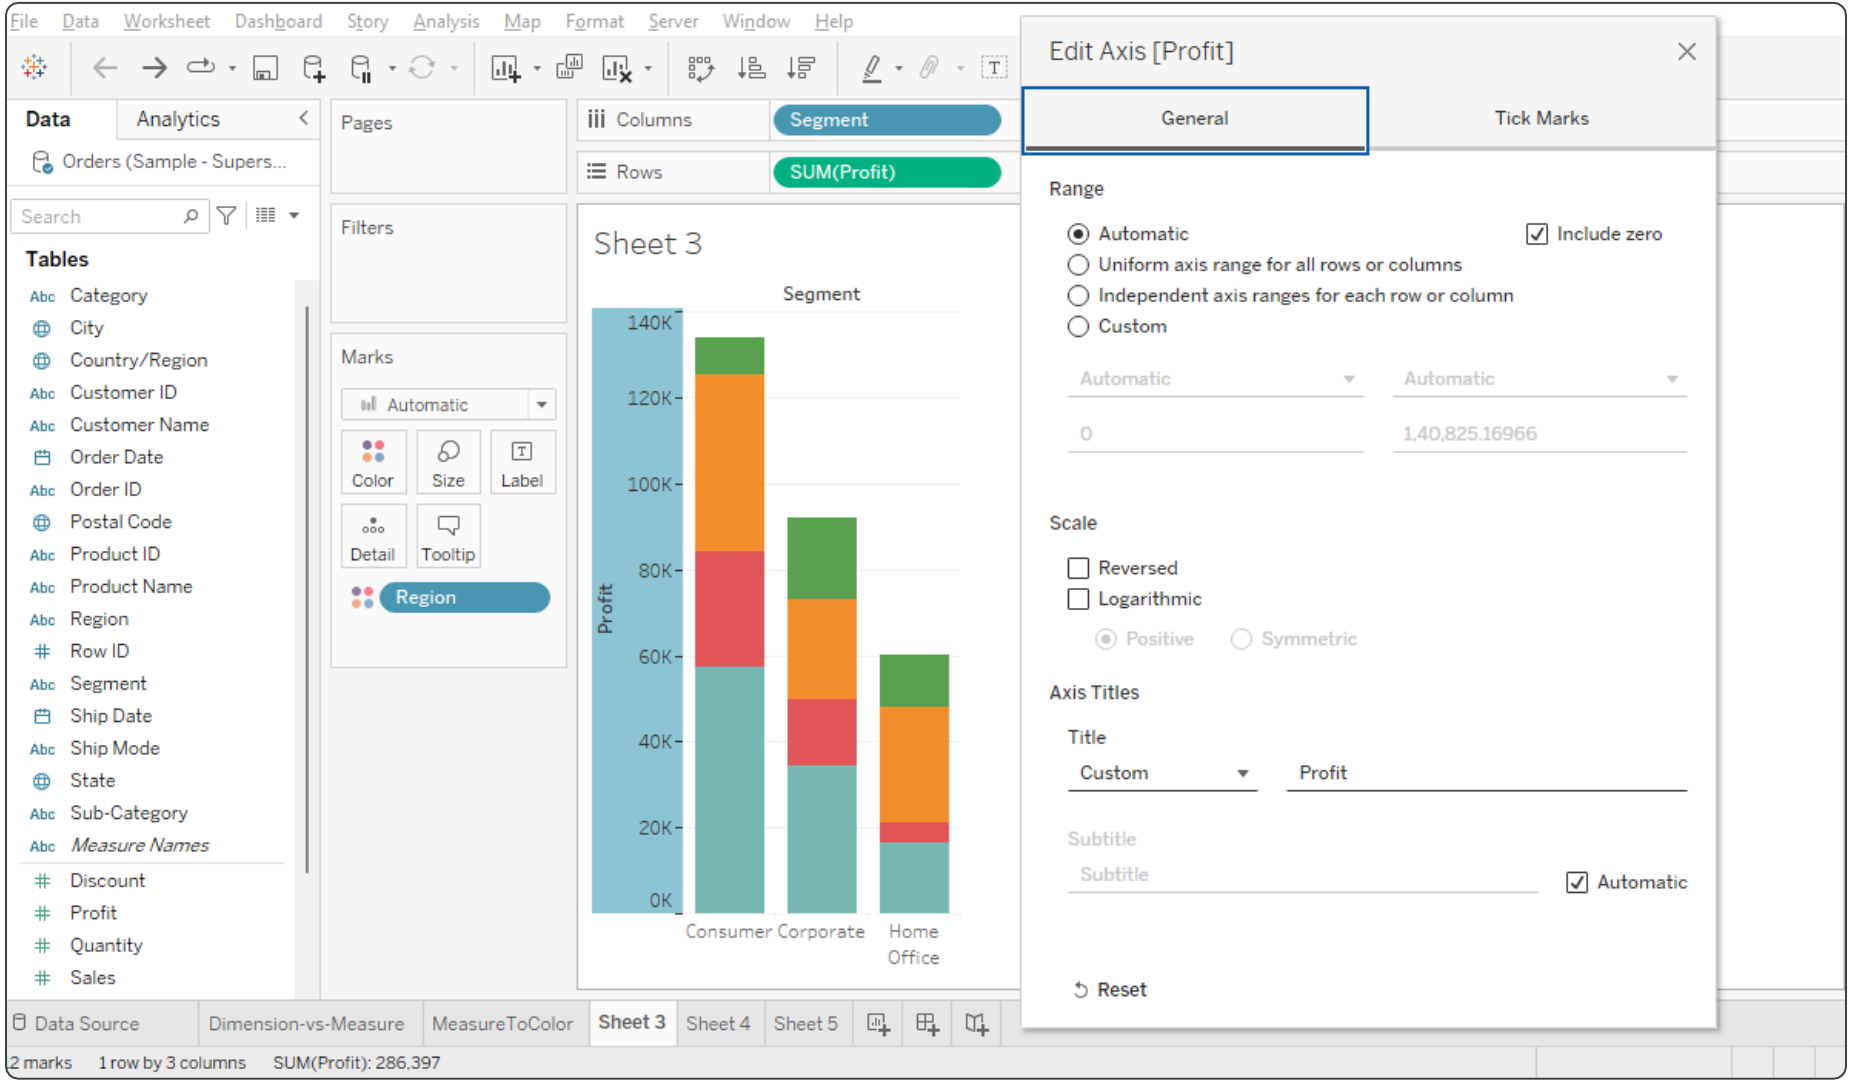 File Data Worksheet Dashboard Story Analysis Map Format Server Window Help
Data Analytics
Orders (Sample - Supers...
Search
Tables
Abc Category
City
Country/Region
Abc Customer ID
Abc Customer Name
Order Date
Abc Order ID
Postal Code
Abc Product ID
Abc Product Name
Abc Region
# Row ID
Abc Segment
Ship Date
Abc Ship Mode
State
Abc Sub-Category
Abc Measure Names
# Discount
# Profit
# Quantity
# Sales
Pages
Filters
Marks
Automatic
Color Size Label
Detail Tooltip
Region
Columns Segment
Rows SUM(Profit)
Sheet 3
Segment
140K
120K
100K
80K
60K
40K
20K
0K
Profit
Consumer Corporate Home Office
Edit Axis [Profit]
General Tick Marks
Range
Automatic Include zero
Uniform axis range for all rows or columns
Independent axis ranges for each row or column
Custom
Automatic Automatic
0 1,40,825.16966
Scale
Reversed
Logarithmic
Positive Symmetric
Axis Titles
Title
Custom Profit
Subtitle
Subtitle Automatic
Reset
Data Source Dimension-vs-Measure MeasureToColor Sheet 3 Sheet 4 Sheet 5
2 marks 1 row by 3 columns SUM(Profit): 286,397